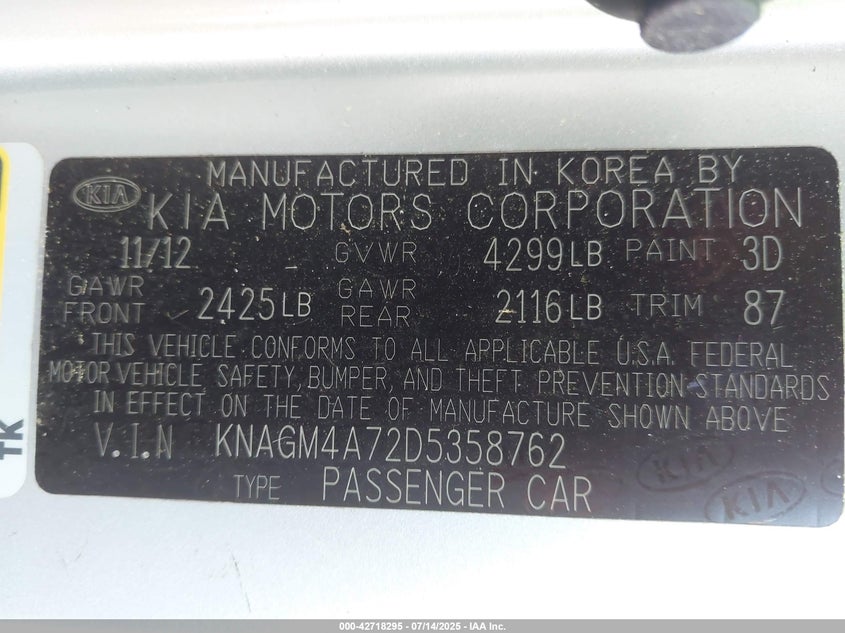 MANUFACTURED IN KOREA BY
KIA KIA MOTORS CORPORATION
11/12 GVWR 4299LB PAINT 3D
GAWR FRONT 2425LB GAWR REAR 2116LB TRIM 87
THIS VEHICLE CONFORMS TO ALL APPLICABLE U.S.A. FEDERAL
MOTOR VEHICLE SAFETY, BUMPER, AND THEFT PREVENTION STANDARDS
IN EFFECT ON THE DATE OF MANUFACTURE SHOWN ABOVE
V.I.N KNAGM4A72D5358762
TYPE PASSENGER CAR
KIA
KIA
TK
000-42718295 - 07/14/2025 - IAA Inc.